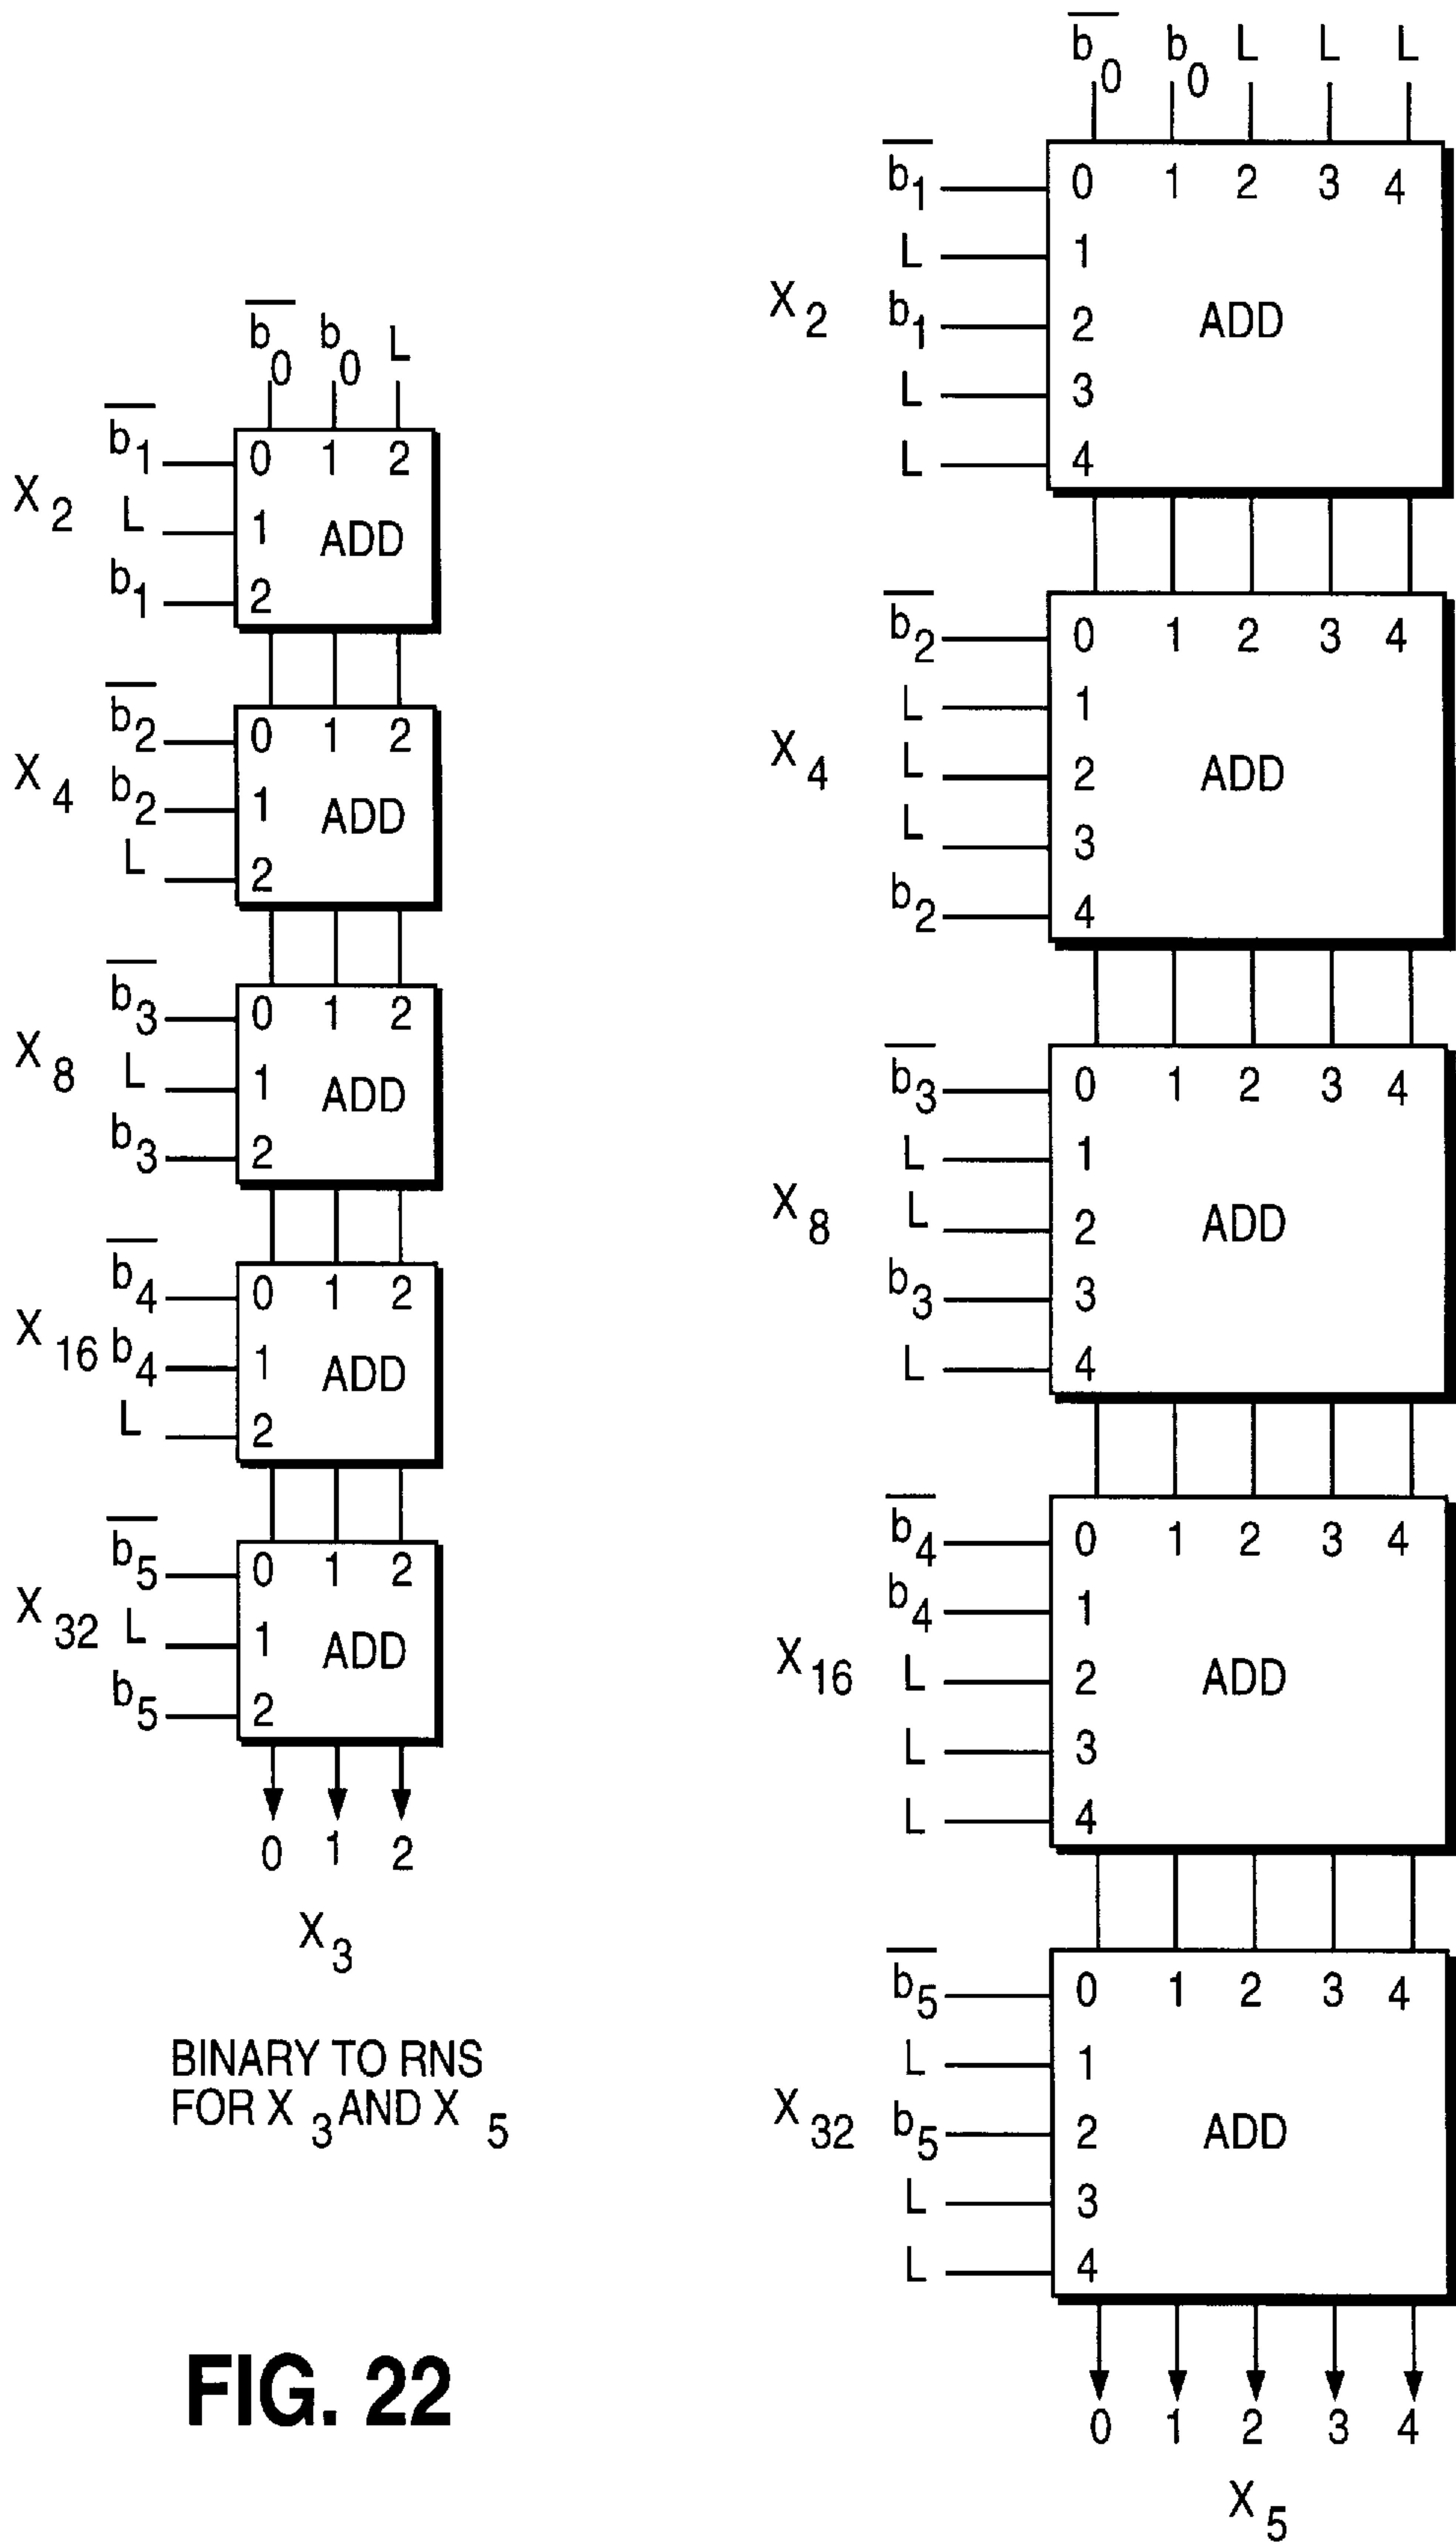 b̅₀ b₀ L
b̅₁ 0 1 2
X₂ L 1 ADD
b₁ 2
b̅₂ 0 1 2
X₄ b₂ 1 ADD
L 2
b̅₃ 0 1 2
X₈ L 1 ADD
b₃ 2
b̅₄ 0 1 2
X₁₆ b₄ 1 ADD
L 2
b̅₅ 0 1 2
X₃₂ L 1 ADD
b₅ 2
0 1 2
X₃
BINARY TO RNS
FOR X₃ AND X₅
FIG. 22
b̅₀ b₀ L L L
b̅₁ 0 1 2 3 4
L 1
X₂ b₁ 2 ADD
L 3
L 4
b̅₂ 0 1 2 3 4
L 1
X₄ L 2 ADD
L 3
b₂ 4
b̅₃ 0 1 2 3 4
L 1
X₈ L 2 ADD
b₃ 3
L 4
b̅₄ 0 1 2 3 4
b₄ 1
X₁₆ L 2 ADD
L 3
L 4
b̅₅ 0 1 2 3 4
L 1
X₃₂ b₅ 2 ADD
L 3
L 4
0 1 2 3 4
X₅